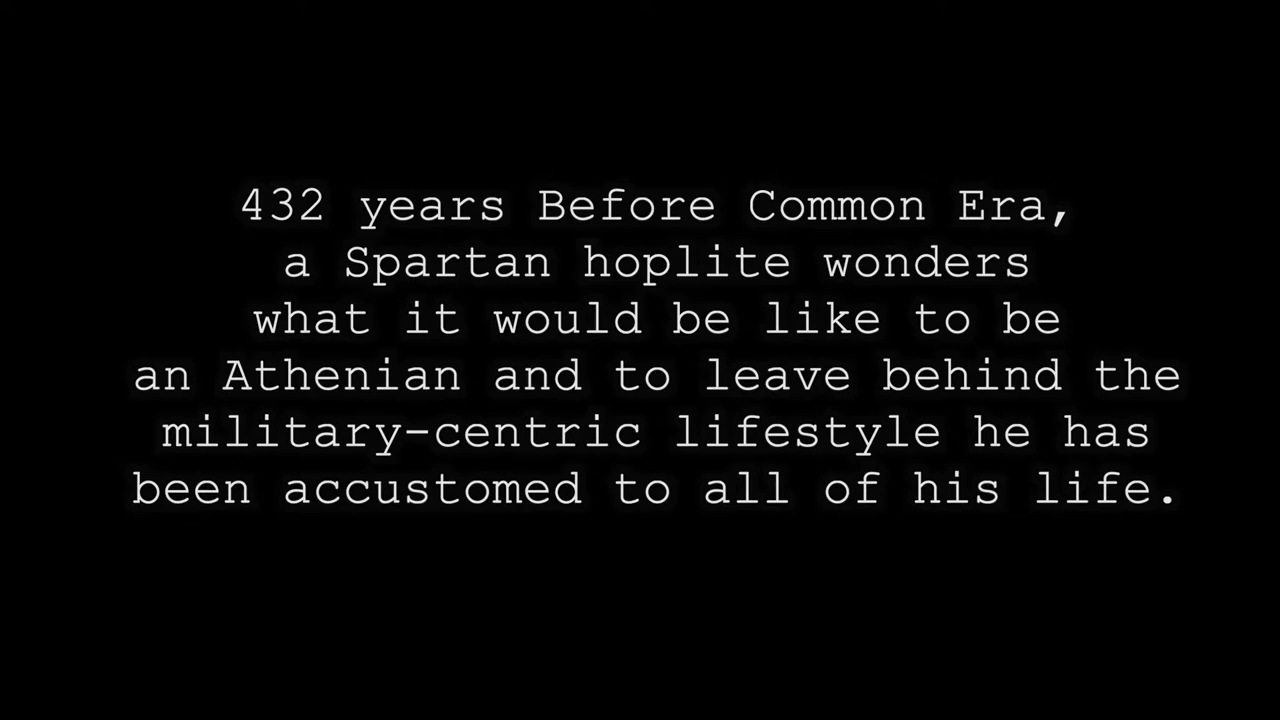 432 years Before Common Era,
a Spartan hoplite wonders
what it would be like to be
an Athenian and to leave behind the
military-centric lifestyle he has
been accustomed to all of his life.